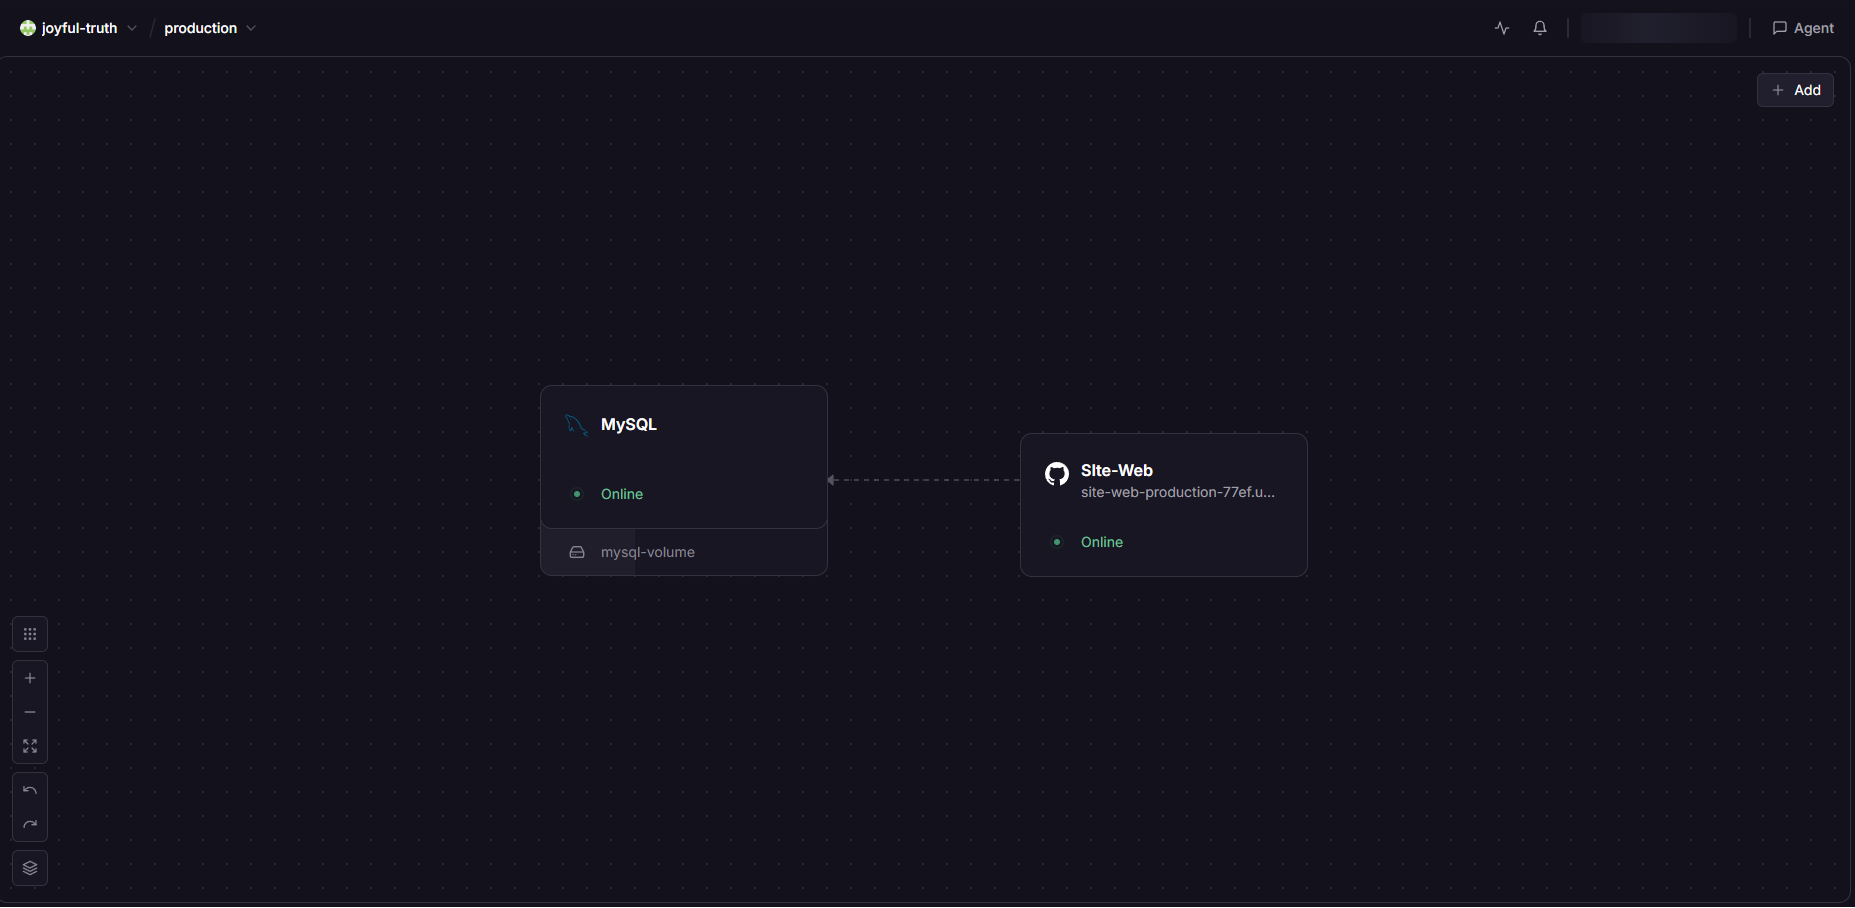 joyful-truth / production
Agent
Add
MySQL
Online
mysql-volume
SIte-Web
site-web-production-77ef.u...
Online